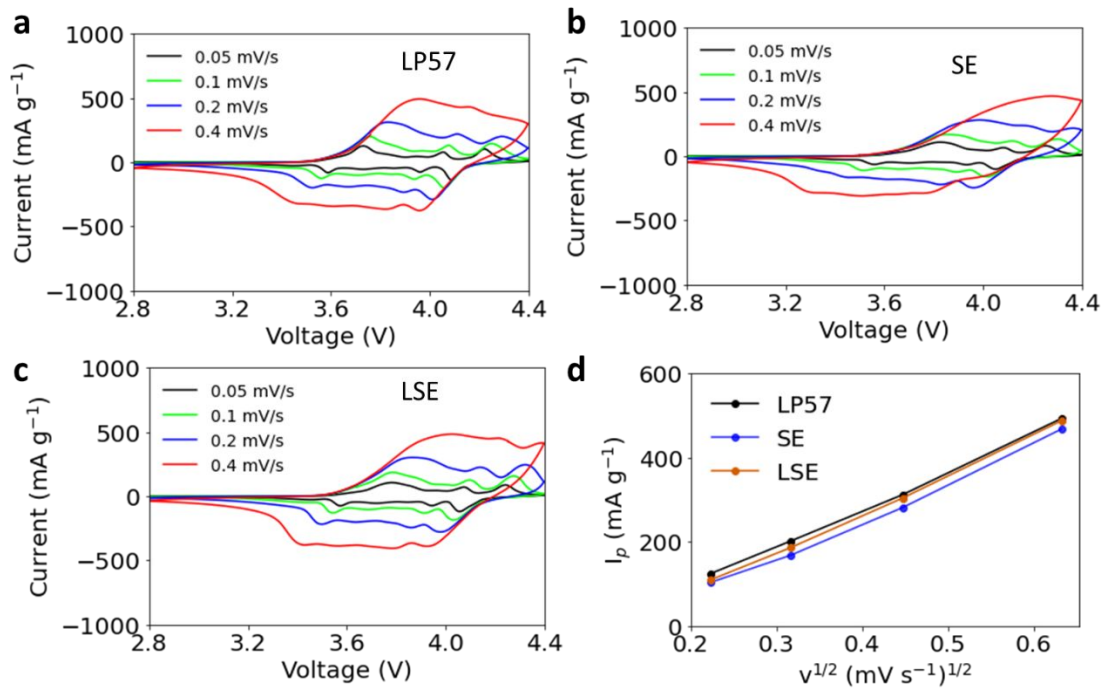 a
1000
500
0
−500
−1000
Current (mA g⁻¹)
0.05 mV/s
0.1 mV/s
0.2 mV/s
0.4 mV/s
LP57
2.8 3.2 3.6 4.0 4.4
Voltage (V)
b
1000
500
0
−500
−1000
Current (mA g⁻¹)
0.05 mV/s
0.1 mV/s
0.2 mV/s
0.4 mV/s
SE
2.8 3.2 3.6 4.0 4.4
Voltage (V)
c
1000
500
0
−500
−1000
Current (mA g⁻¹)
0.05 mV/s
0.1 mV/s
0.2 mV/s
0.4 mV/s
LSE
2.8 3.2 3.6 4.0 4.4
Voltage (V)
d
600
400
200
0
Iₚ (mA g⁻¹)
LP57
SE
LSE
0.2 0.3 0.4 0.5 0.6
v¹ᐟ² (mV s⁻¹)¹ᐟ²